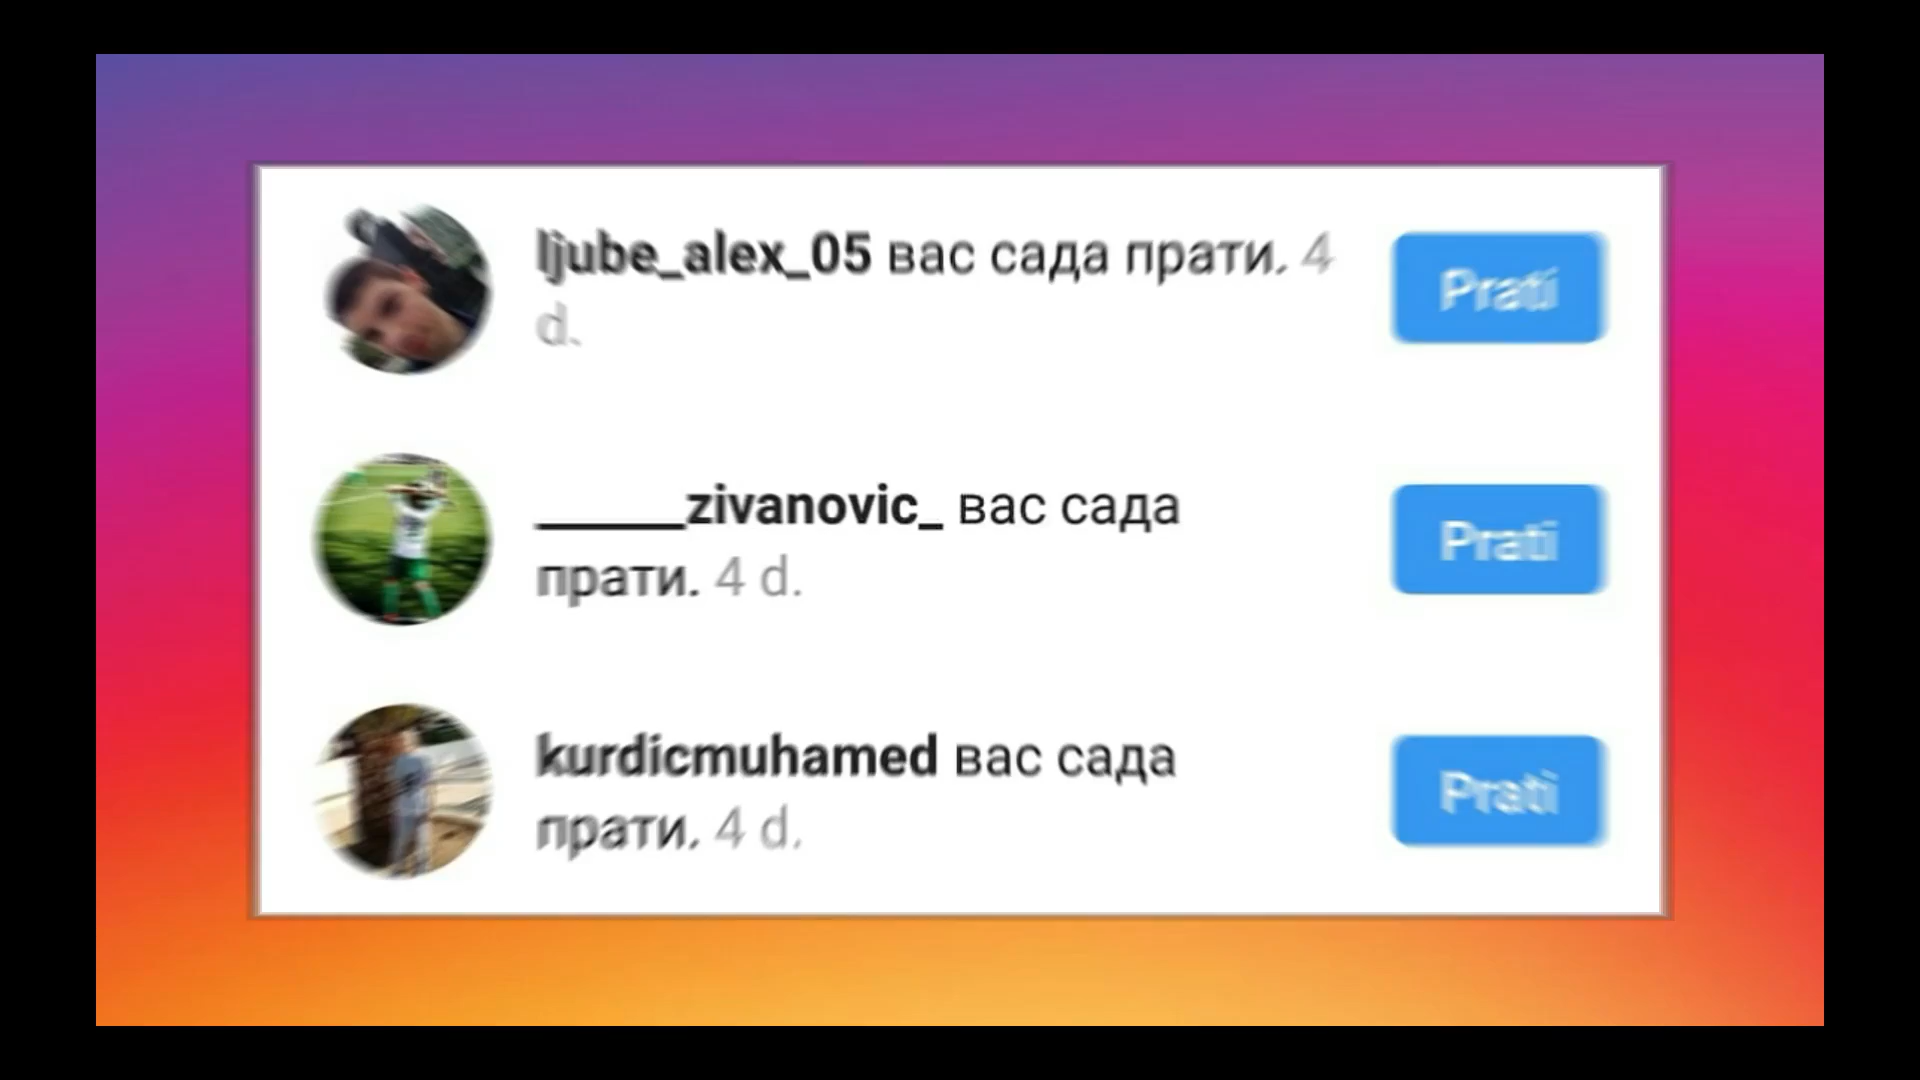 ljube_alex_05 вас сада прати. 4
d.
Prati
______zivanovic_ вас сада
прати. 4 d.
Prati
kurdicmuhamed вас сада
прати. 4 d.
Prati